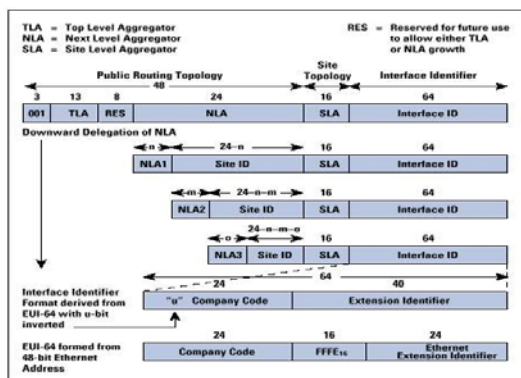 TLA = Top Level Aggregator
NLA = Next Level Aggregator
SLA = Site Level Aggregator
RES = Reserved for future use
to allow either TLA
or NLA growth
Public Routing Topology
48
Site
Topology
Interface Identifier
3 13 8 24 16 64
001 TLA RES NLA SLA Interface ID
Downward Delegation of NLA
n 24-n 16 64
NLA1 Site ID SLA Interface ID
m 24-n-m 16 64
NLA2 Site ID SLA Interface ID
24-n-m-o
o 16 64
NLA3 Site ID SLA Interface ID
64
24 40
Interface Identifier
Format derived from
EUI-64 with u-bit
inverted
"u" Company Code Extension Identifier
24 16 24
EUI-64 formed from
48-bit Ethernet
Address
Company Code FFFE16 Ethernet
Extension Identifier